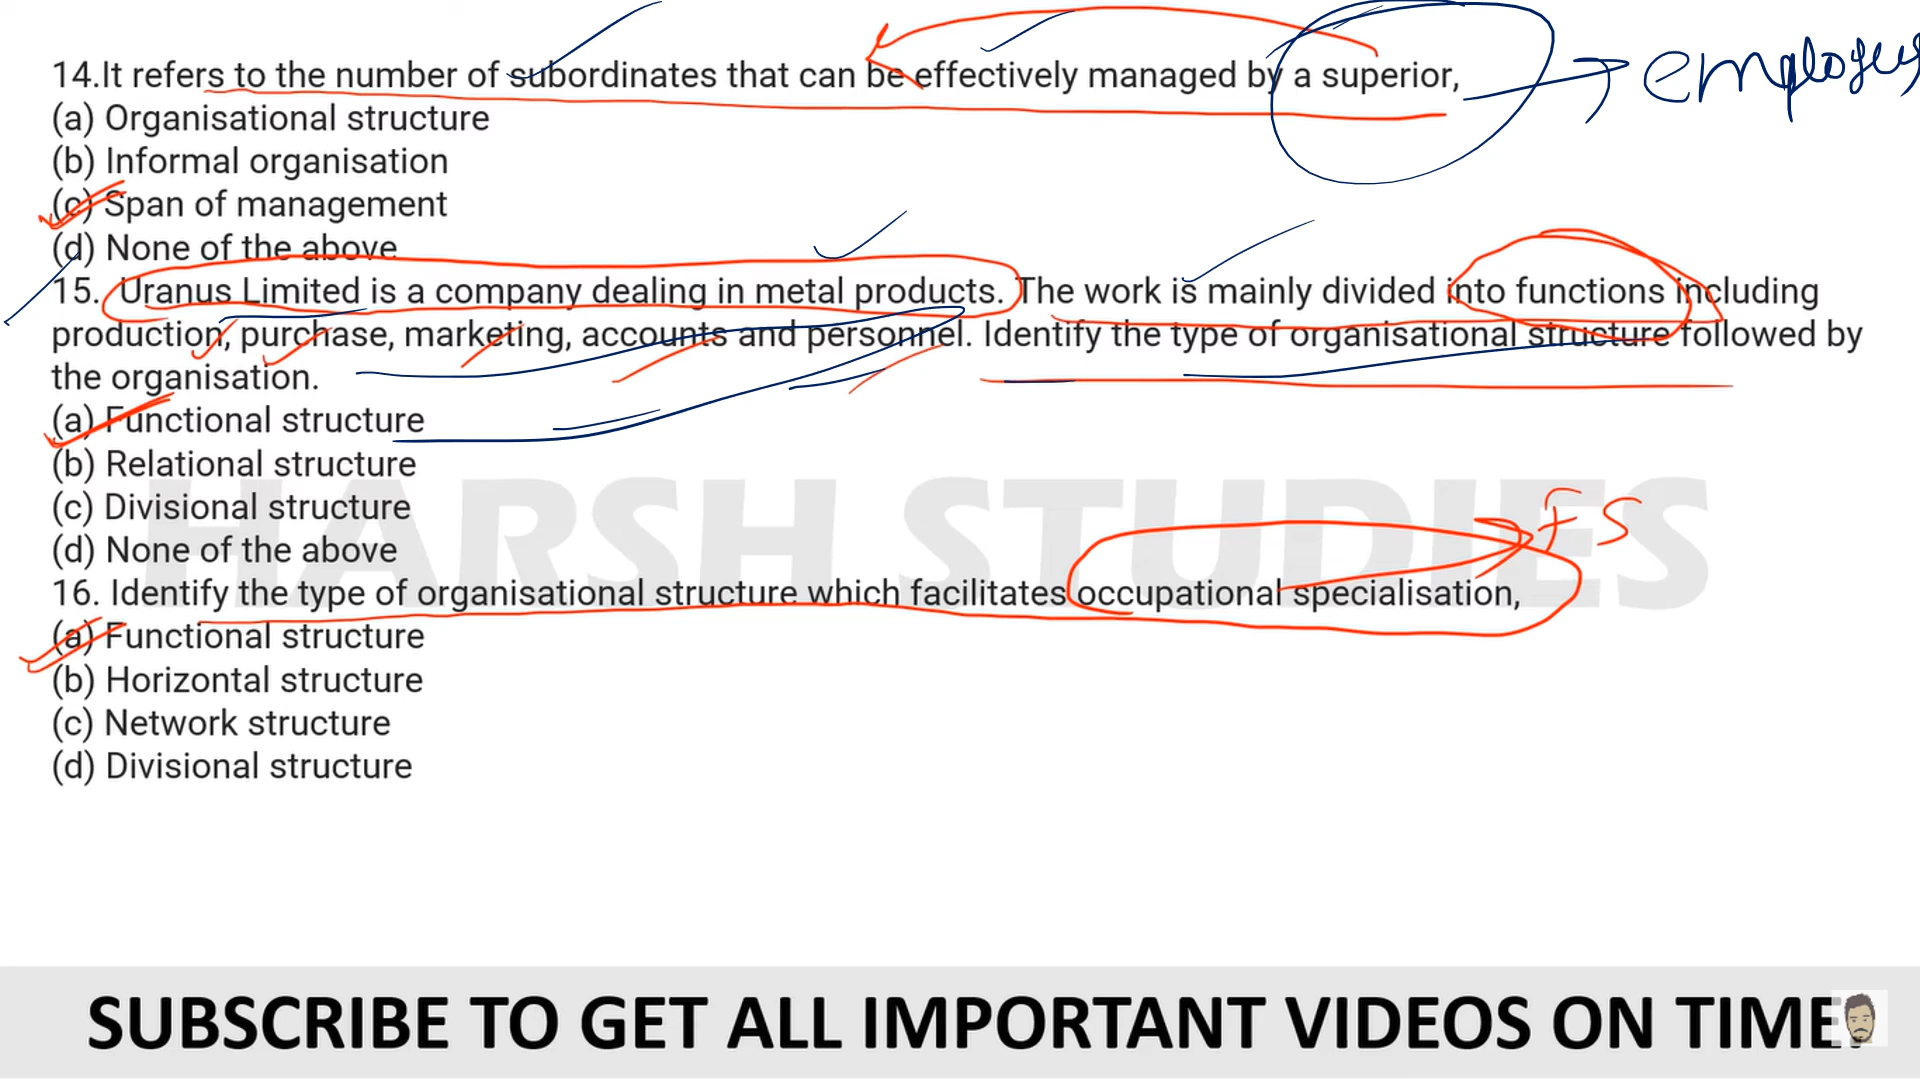 14.It refers to the number of subordinates that can be effectively managed by a superior,
(a) Organisational structure
(b) Informal organisation
(c) Span of management
(d) None of the above
15. Uranus Limited is a company dealing in metal products. The work is mainly divided into functions including
production, purchase, marketing, accounts and personnel. Identify the type of organisational structure followed by
the organisation.
(a) Functional structure
(b) Relational structure
(c) Divisional structure
(d) None of the above
HARSH STUDIES
FS
16. Identify the type of organisational structure which facilitates occupational specialisation,
(a) Functional structure
(b) Horizontal structure
(c) Network structure
(d) Divisional structure
SUBSCRIBE TO GET ALL IMPORTANT VIDEOS ON TIME.